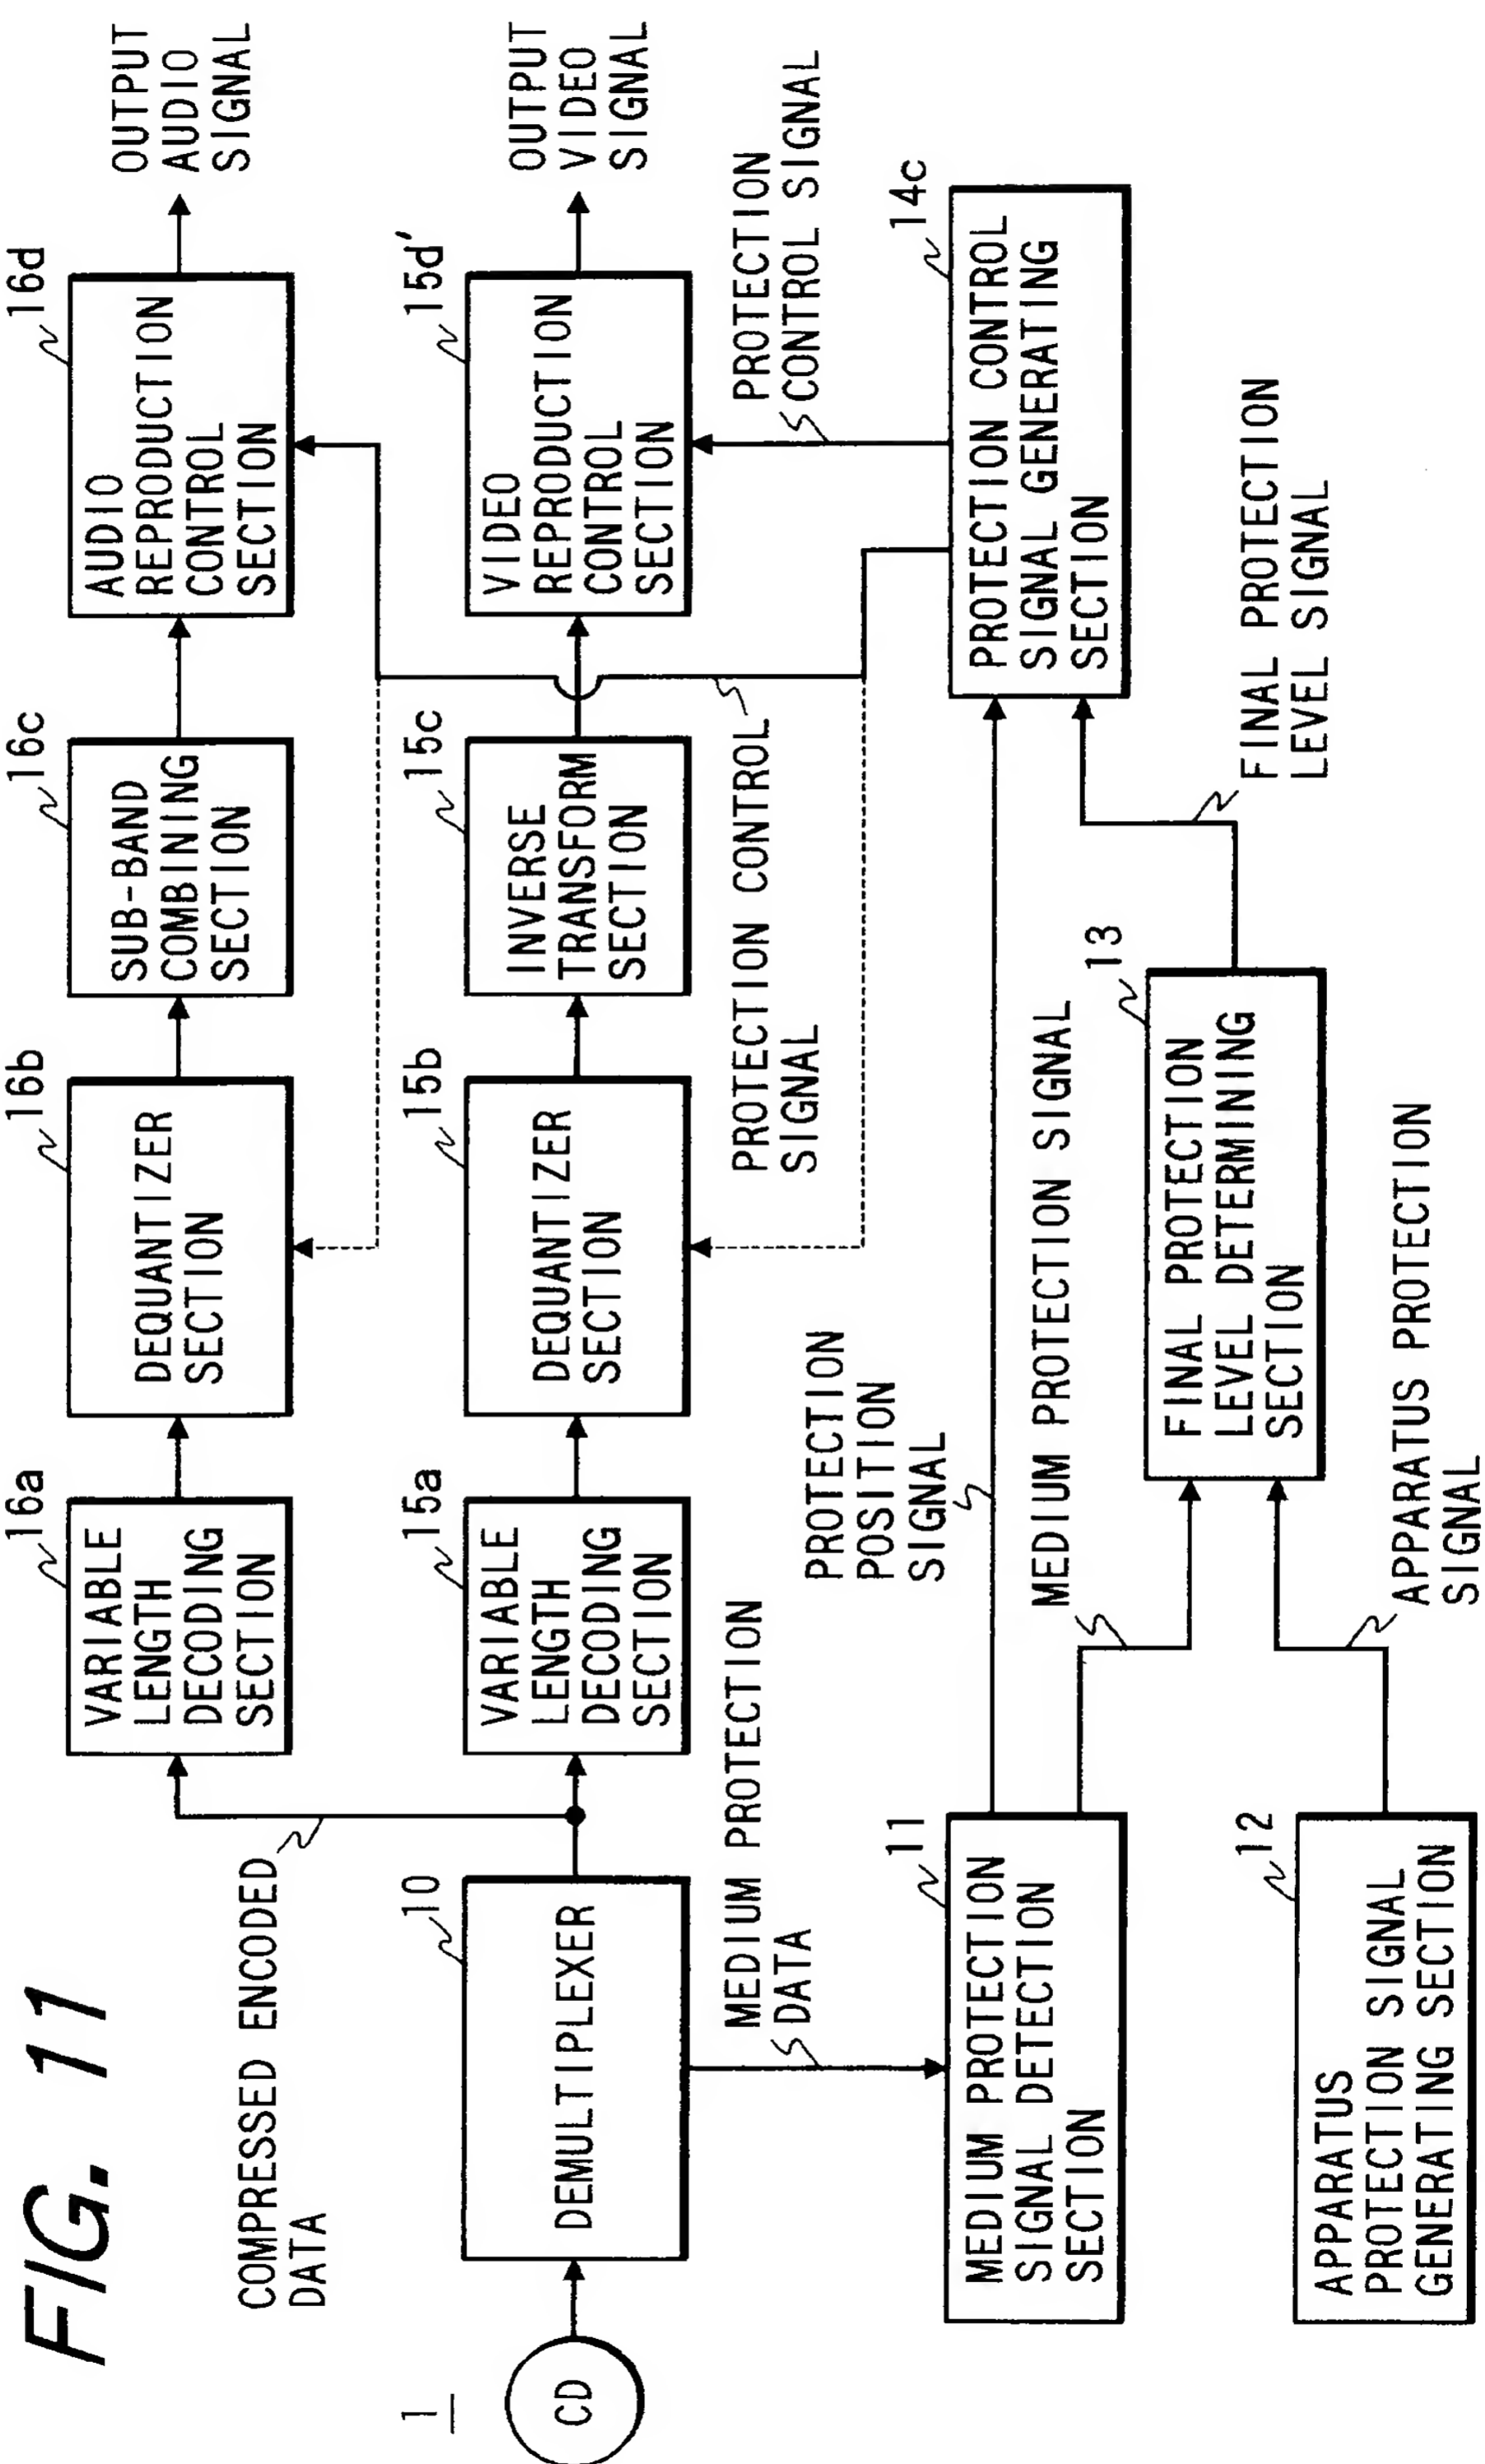 FIG. 11
1
CD
10
DEMULTIPLEXER
COMPRESSED ENCODED
DATA
16a
VARIABLE
LENGTH
DECODING
SECTION
16b
DEQUANTIZER
SECTION
16c
SUB-BAND
COMBINING
SECTION
16d
AUDIO
REPRODUCTION
CONTROL
SECTION
OUTPUT
AUDIO
SIGNAL
15a
VARIABLE
LENGTH
DECODING
SECTION
15b
DEQUANTIZER
SECTION
15c
INVERSE
TRANSFORM
SECTION
15d'
VIDEO
REPRODUCTION
CONTROL
SECTION
OUTPUT
VIDEO
SIGNAL
MEDIUM PROTECTION
DATA
PROTECTION
POSITION
SIGNAL
PROTECTION CONTROL
SIGNAL
PROTECTION
CONTROL SIGNAL
11
MEDIUM PROTECTION
SIGNAL DETECTION
SECTION
MEDIUM PROTECTION SIGNAL
14c
PROTECTION CONTROL
SIGNAL GENERATING
SECTION
12
APPARATUS
PROTECTION SIGNAL
GENERATING SECTION
APPARATUS PROTECTION
SIGNAL
13
FINAL PROTECTION
LEVEL DETERMINING
SECTION
FINAL PROTECTION
LEVEL SIGNAL